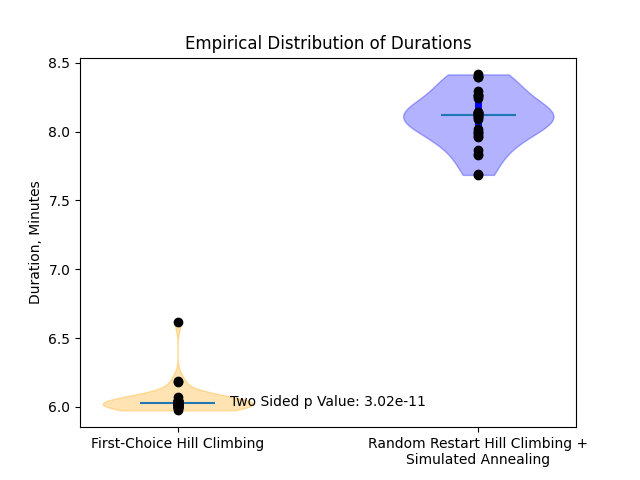 Empirical Distribution of Durations
Duration, Minutes
8.5
8.0
7.5
7.0
6.5
6.0
Two Sided p Value: 3.02e-11
First-Choice Hill Climbing
Random Restart Hill Climbing +
Simulated Annealing